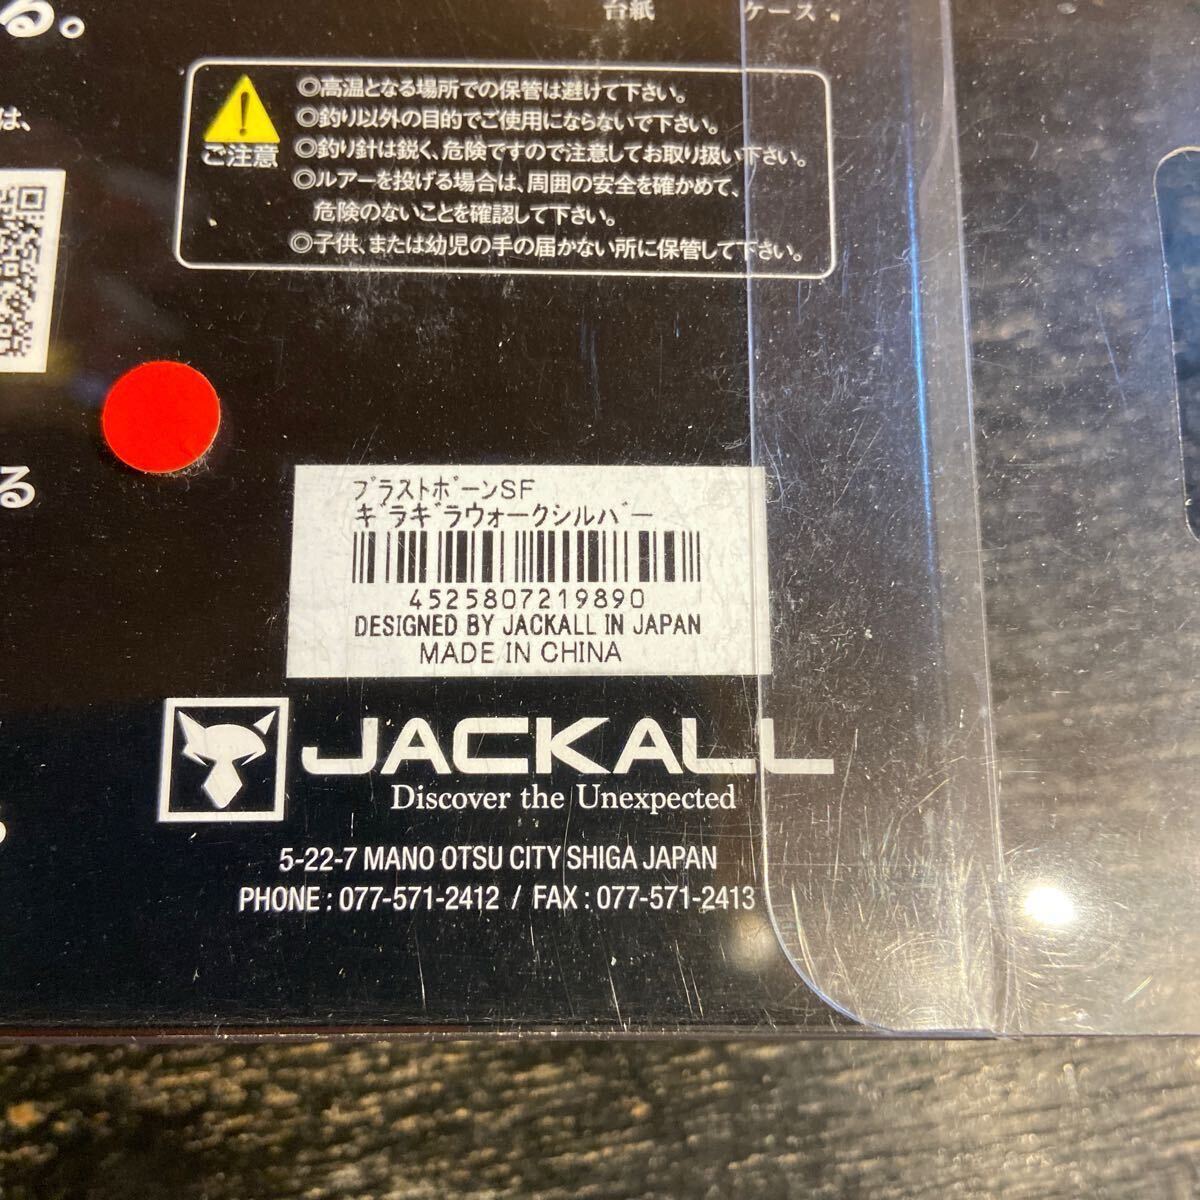 る。
台紙
ケース
は、
ご注意
◎高温となる場所での保管は避けて下さい。
◎釣り以外の目的でご使用にならないで下さい。
◎釣り針は鋭く、危険ですので注意してお取り扱い下さい。
◎ルアーを投げる場合は、周囲の安全を確かめて、
危険のないことを確認して下さい。
◎子供、または幼児の手の届かない所に保管して下さい。
る
ブラストボーンSF
ギラギラウォークシルバー
4525807219890
DESIGNED BY JACKALL IN JAPAN
MADE IN CHINA
JACKALL
Discover the Unexpected
5-22-7 MANO OTSU CITY SHIGA JAPAN
PHONE : 077-571-2412 / FAX : 077-571-2413